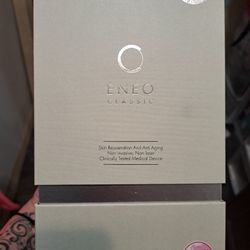 ENEO
CLASSIC
Skin Rejuvenation And Anti Aging
Non Invasive, Non laser
Clinically Tested Medical Device